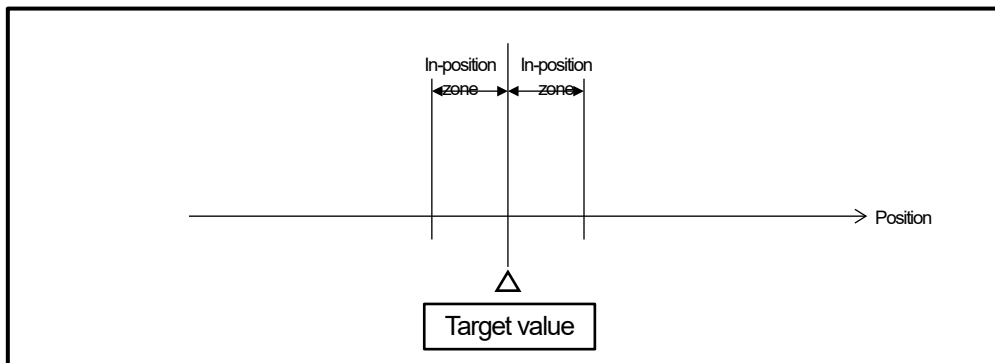 In-position
zone
In-position
zone
Position
Target value